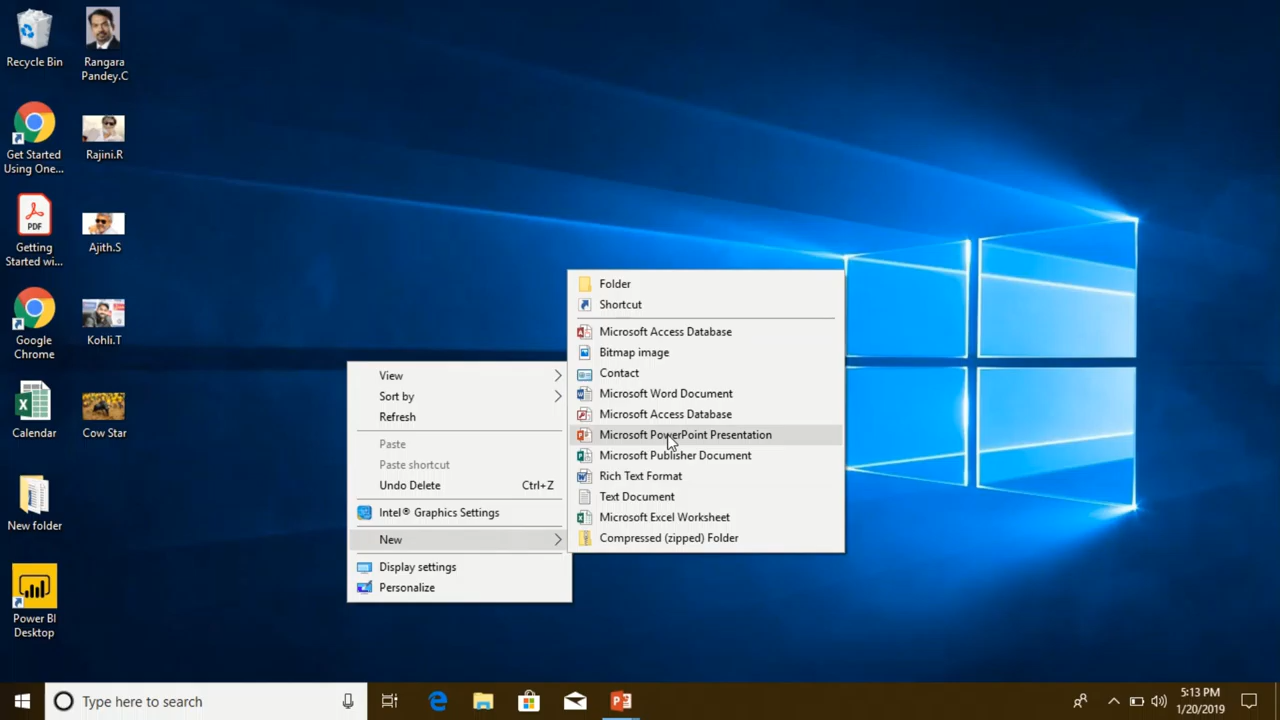 Recycle Bin
Rangara
Pandey.C
Get Started
Using One...
Rajini.R
PDF
Getting
Started wi...
Ajith.S
Google
Chrome
Kohli.T
Calendar
Cow Star
New folder
Power BI
Desktop
View
Sort by
Refresh
Paste
Paste shortcut
Undo Delete Ctrl+Z
Intel® Graphics Settings
New
Display settings
Personalize
Folder
Shortcut
Microsoft Access Database
Bitmap image
Contact
Microsoft Word Document
Microsoft Access Database
Microsoft PowerPoint Presentation
Microsoft Publisher Document
Rich Text Format
Text Document
Microsoft Excel Worksheet
Compressed (zipped) Folder
Type here to search
5:13 PM
1/20/2019